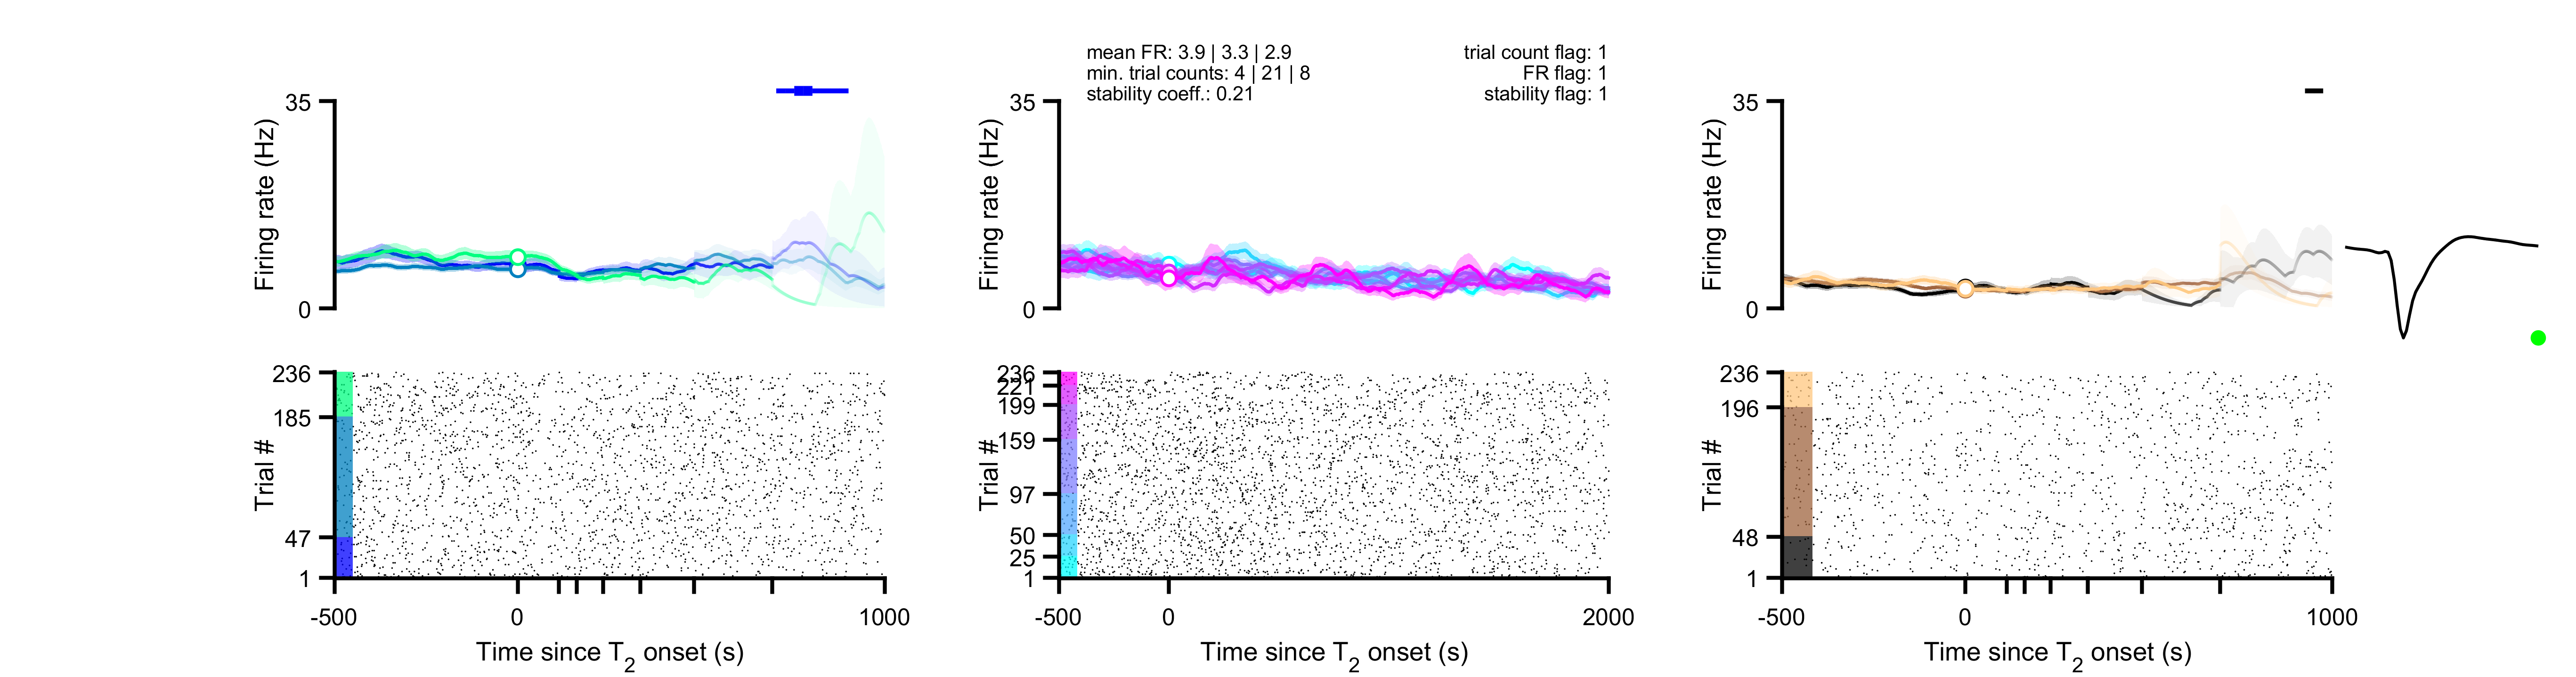 mean FR: 3.9 | 3.3 | 2.9
min. trial counts: 4 | 21 | 8
stability coeff.: 0.21
trial count flag: 1
FR flag: 1
stability flag: 1
35
0
Firing rate (Hz)
35
0
Firing rate (Hz)
35
0
Firing rate (Hz)
236
185
47
1
Trial #
-500
0
1000
Time since T2 onset (s)
236
221
199
159
97
50
25
1
Trial #
-500
0
2000
Time since T2 onset (s)
236
196
48
1
Trial #
-500
0
1000
Time since T2 onset (s)